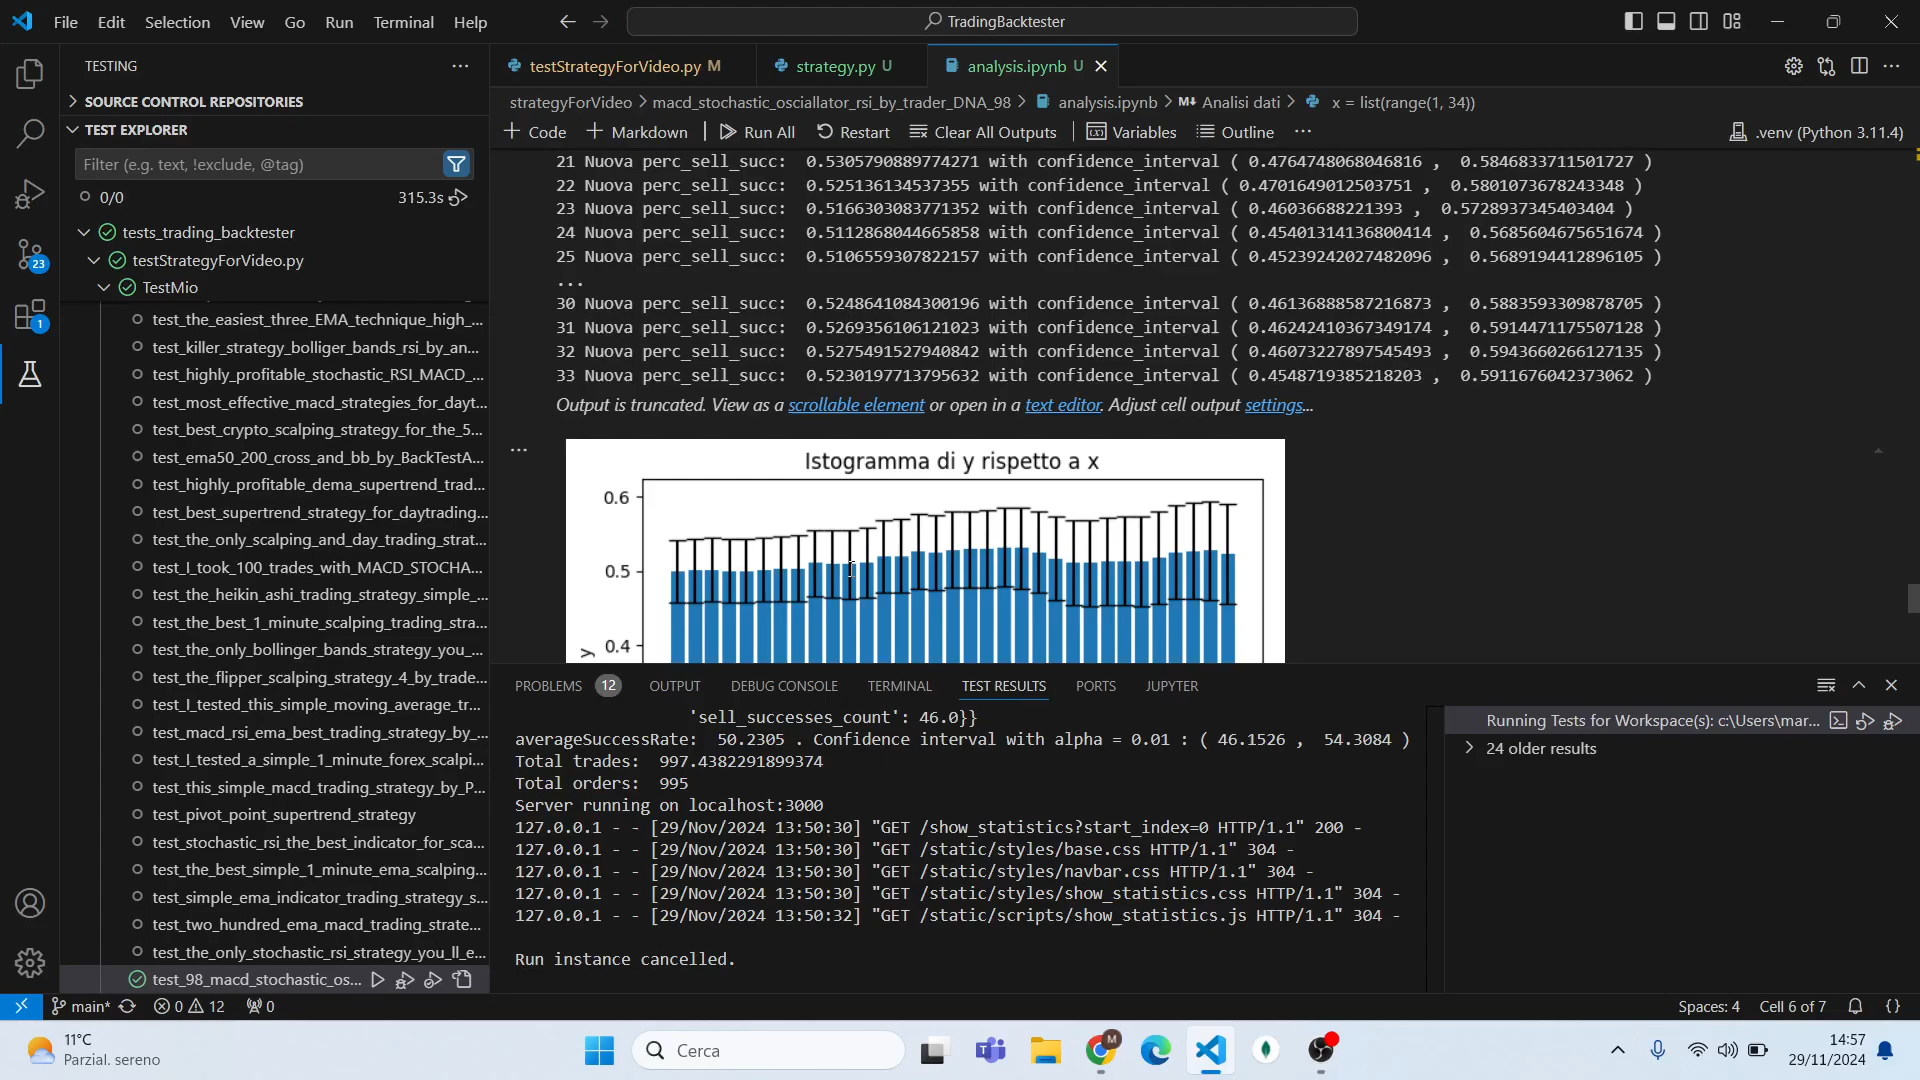 File Edit Selection View Go Run Terminal Help
TradingBacktester
TESTING
SOURCE CONTROL REPOSITORIES
TEST EXPLORER
Filter (e.g. text, !exclude, @tag)
0/0 315.3s
tests_trading_backtester
testStrategyForVideo.py
TestMio
test_the_easiest_three_EMA_technique_high_...
test_killer_strategy_bolliger_bands_rsi_by_an...
test_highly_profitable_stochastic_RSI_MACD_...
test_most_effective_macd_strategies_for_dayt...
test_best_crypto_scalping_strategy_for_the_5...
test_ema50_200_cross_and_bb_by_BackTestA...
test_highly_profitable_dema_supertrend_trad...
test_best_supertrend_strategy_for_daytrading...
test_the_only_scalping_and_day_trading_strat...
test_I_took_100_trades_with_MACD_STOCHA...
test_the_heikin_ashi_trading_strategy_simple_...
test_the_best_1_minute_scalping_trading_stra...
test_the_only_bollinger_bands_strategy_you_...
test_the_flipper_scalping_strategy_4_by_trade...
test_I_tested_this_simple_moving_average_tr...
test_macd_rsi_ema_best_trading_strategy_by_...
test_I_tested_a_simple_1_minute_forex_scalpi...
test_this_simple_macd_trading_strategy_by_P...
test_pivot_point_supertrend_strategy
test_stochastic_rsi_the_best_indicator_for_sca...
test_the_best_simple_1_minute_ema_scalping...
test_simple_ema_indicator_trading_strategy_s...
test_two_hundred_ema_macd_trading_strate...
test_the_only_stochastic_rsi_strategy_you_ll_e...
test_98_macd_stochastic_os...
23
1
testStrategyForVideo.py M
strategy.py U
analysis.ipynb U
strategyForVideo > macd_stochastic_osciallator_rsi_by_trader_DNA_98 > analysis.ipynb > M↓ Analisi dati > x = list(range(1, 34))
+ Code + Markdown | Run All Restart Clear All Outputs | Variables Outline ...
.venv (Python 3.11.4)
21 Nuova perc_sell_succ: 0.5305790889774271 with confidence_interval ( 0.4764748068046816 , 0.5846833711501727 )
22 Nuova perc_sell_succ: 0.525136134537355 with confidence_interval ( 0.4701649012503751 , 0.5801073678243348 )
23 Nuova perc_sell_succ: 0.5166303083771352 with confidence_interval ( 0.46036688221393 , 0.5728937345403404 )
24 Nuova perc_sell_succ: 0.5112868044665858 with confidence_interval ( 0.45401314136800414 , 0.5685604675651674 )
25 Nuova perc_sell_succ: 0.5106559307822157 with confidence_interval ( 0.45239242027482096 , 0.5689194412896105 )
...
30 Nuova perc_sell_succ: 0.5248641084300196 with confidence_interval ( 0.46136888587216873 , 0.5883593309878705 )
31 Nuova perc_sell_succ: 0.5269356106121023 with confidence_interval ( 0.46242410367349174 , 0.5914471175507128 )
32 Nuova perc_sell_succ: 0.5275491527940842 with confidence_interval ( 0.46073227897545493 , 0.5943660266127135 )
33 Nuova perc_sell_succ: 0.5230197713795632 with confidence_interval ( 0.4548719385218203 , 0.5911676042373062 )
Output is truncated. View as a scrollable element or open in a text editor. Adjust cell output settings...
Istogramma di y rispetto a x
0.6
0.5
0.4
y
PROBLEMS 12 OUTPUT DEBUG CONSOLE TERMINAL TEST RESULTS PORTS JUPYTER
'sell_successes_count': 46.0}}
averageSuccessRate: 50.2305 . Confidence interval with alpha = 0.01 : ( 46.1526 , 54.3084 )
Total trades: 997.4382291899374
Total orders: 995
Server running on localhost:3000
127.0.0.1 - - [29/Nov/2024 13:50:30] "GET /show_statistics?start_index=0 HTTP/1.1" 200 -
127.0.0.1 - - [29/Nov/2024 13:50:30] "GET /static/styles/base.css HTTP/1.1" 304 -
127.0.0.1 - - [29/Nov/2024 13:50:30] "GET /static/styles/navbar.css HTTP/1.1" 304 -
127.0.0.1 - - [29/Nov/2024 13:50:30] "GET /static/styles/show_statistics.css HTTP/1.1" 304 -
127.0.0.1 - - [29/Nov/2024 13:50:32] "GET /static/scripts/show_statistics.js HTTP/1.1" 304 -
Run instance cancelled.
Running Tests for Workspace(s): c:\Users\mar...
24 older results
main* 0 12 0
Spaces: 4 Cell 6 of 7
11°C
Parzial. sereno
Cerca
M
14:57
29/11/2024